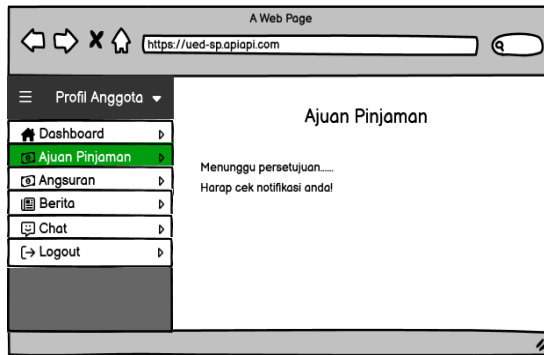 A Web Page
https://ued-sp.apiapi.com
Profil Anggota
Ajuan Pinjaman
Dashboard
Ajuan Pinjaman
Angsuran
Berita
Chat
Logout
Menunggu persetujuan......
Harap cek notifikasi anda!